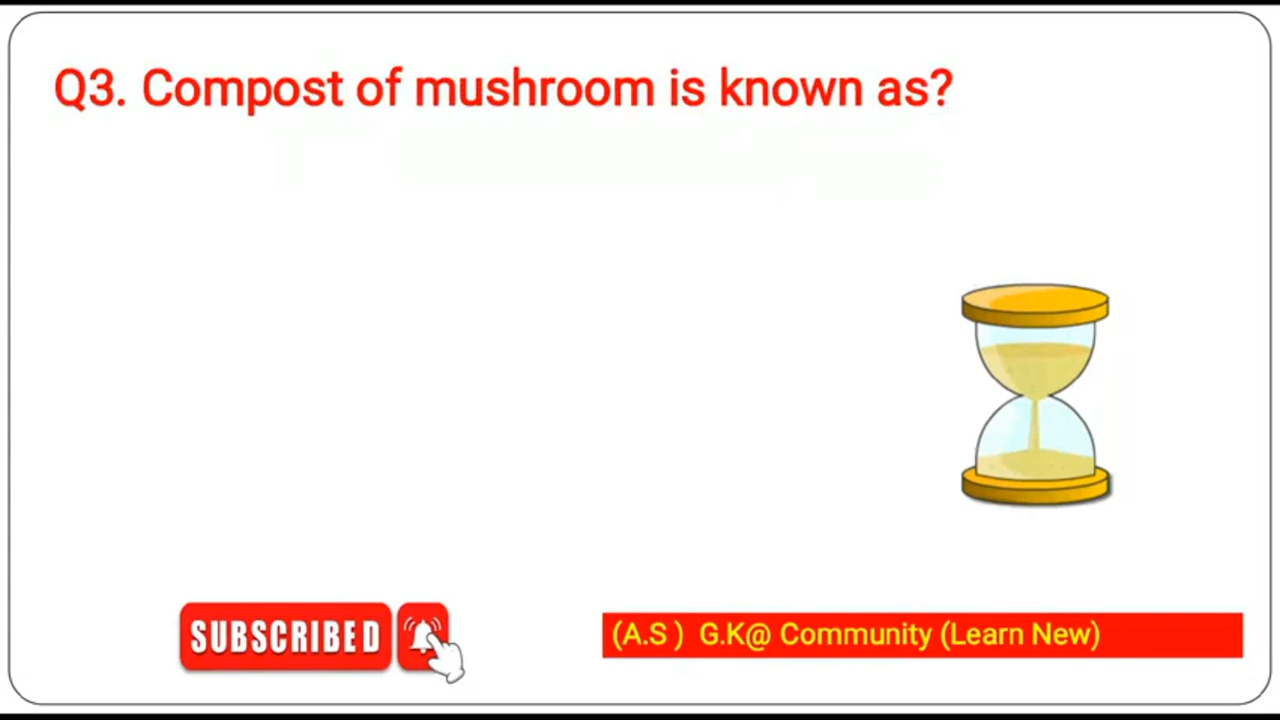 Q3. Compost of mushroom is known as?
SUBSCRIBED
(A.S ) G.K@ Community (Learn New)